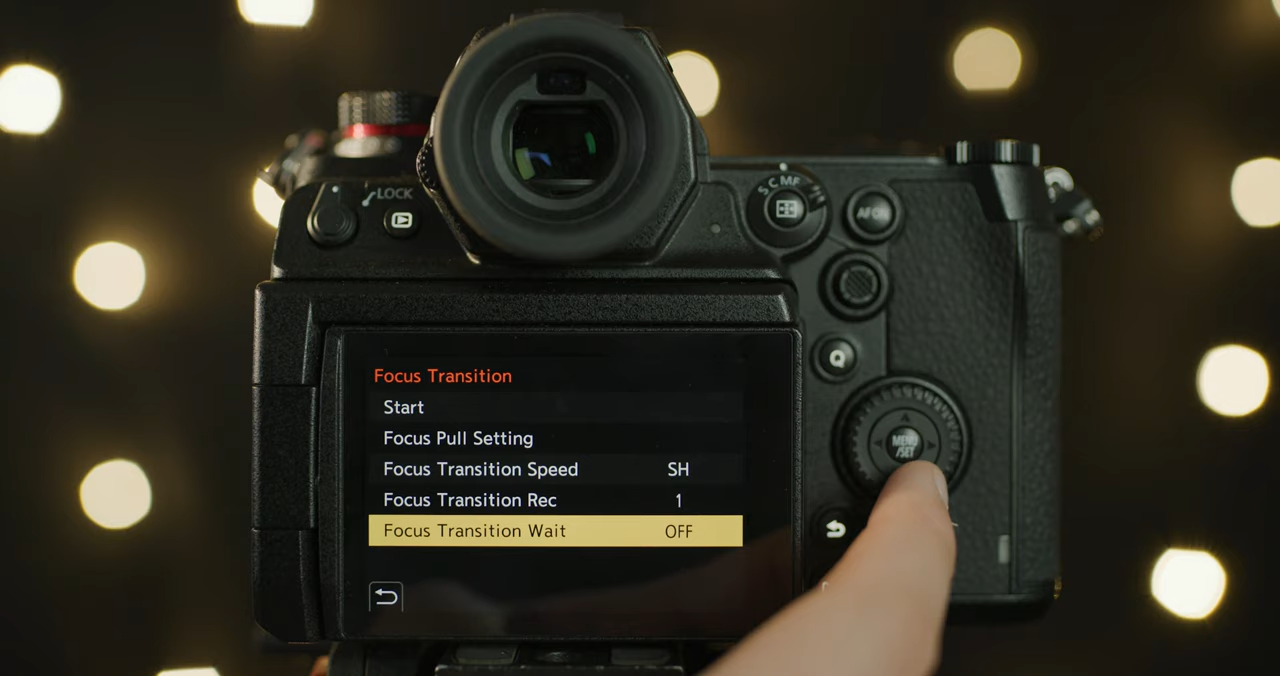 LOCK
S C MF
AF ON
Q
MENU
/SET
Focus Transition
Start
Focus Pull Setting
Focus Transition Speed SH
Focus Transition Rec 1
Focus Transition Wait OFF